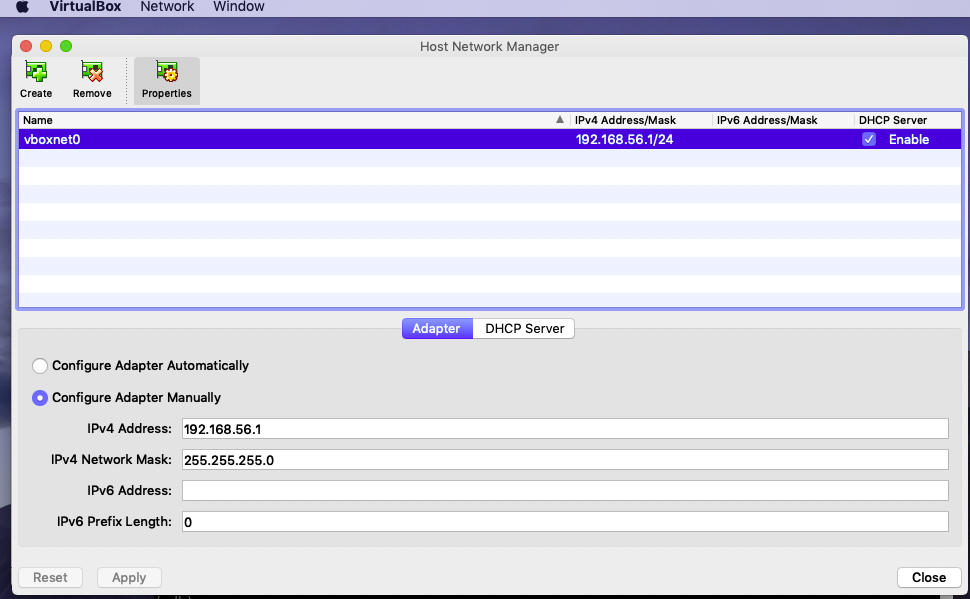 VirtualBox Network Window
Host Network Manager
Create Remove Properties
Name IPv4 Address/Mask IPv6 Address/Mask DHCP Server
vboxnet0 192.168.56.1/24 Enable
Adapter DHCP Server
Configure Adapter Automatically
Configure Adapter Manually
IPv4 Address: 192.168.56.1
IPv4 Network Mask: 255.255.255.0
IPv6 Address:
IPv6 Prefix Length: 0
Reset Apply Close